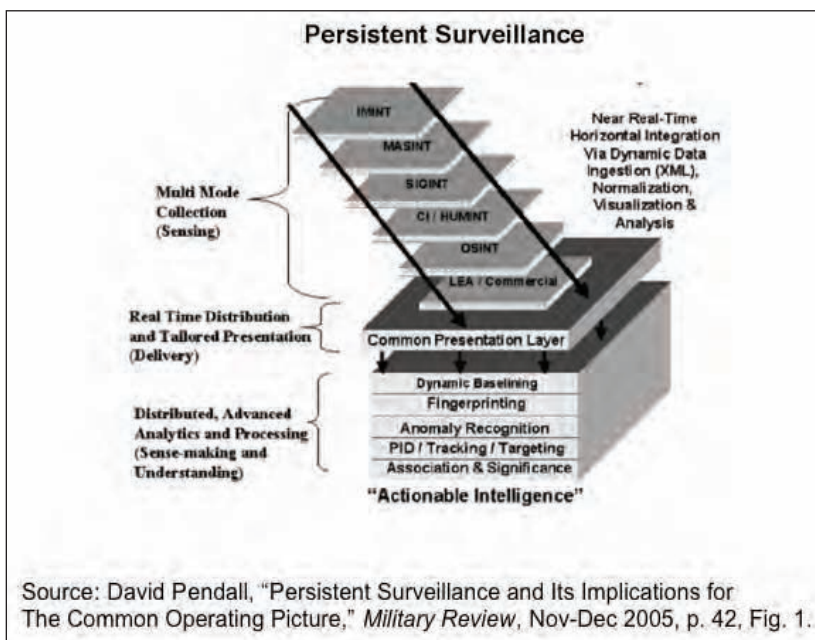 Persistent Surveillance
IMINT
MASINT
SIGINT
CI / HUMINT
OSINT
LEA / Commercial
Near Real-Time
Horizontal Integration
Via Dynamic Data
Ingestion (XML),
Normalization,
Visualization &
Analysis
Multi Mode
Collection
(Sensing)
Real Time Distribution
and Tailored Presentation
(Delivery)
Common Presentation Layer
Distributed, Advanced
Analytics and Processing
(Sense-making and
Understanding)
Dynamic Baselining
Fingerprinting
Anomaly Recognition
PID / Tracking / Targeting
Association & Significance
“Actionable Intelligence”
Source: David Pendall, “Persistent Surveillance and Its Implications for
The Common Operating Picture,” Military Review, Nov-Dec 2005, p. 42, Fig. 1.